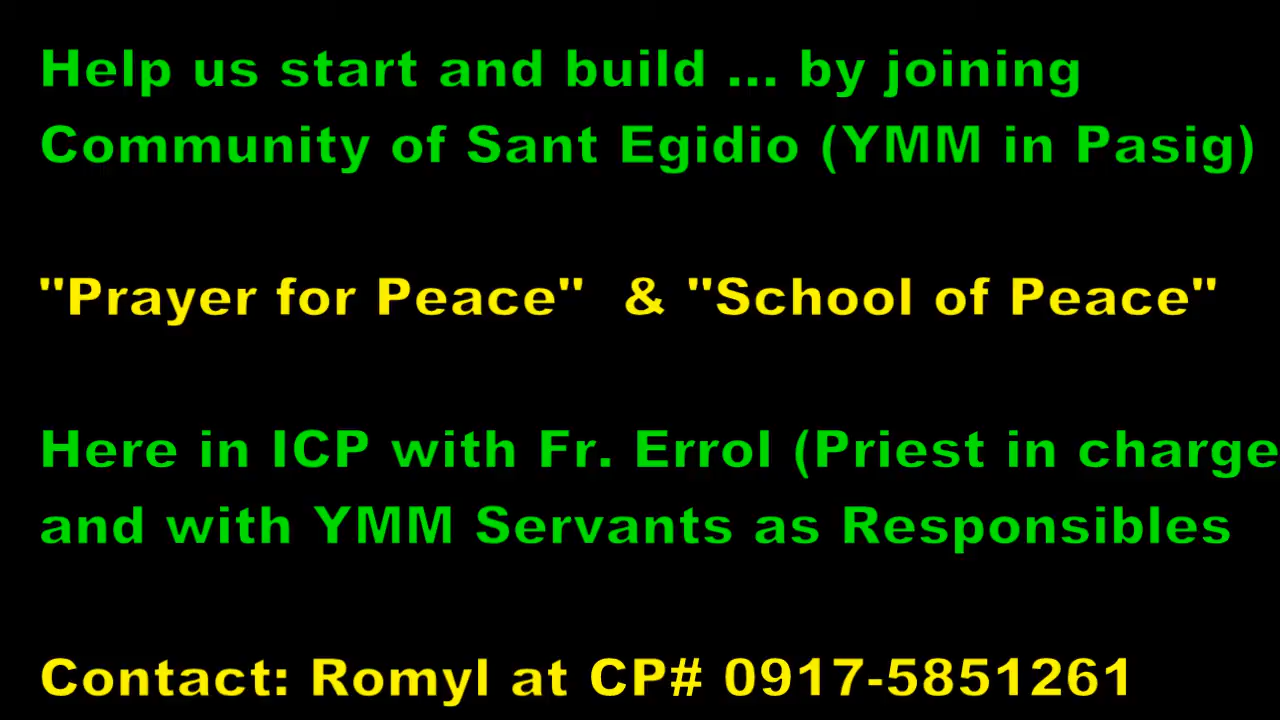 Help us start and build ... by joining
Community of Sant Egidio (YMM in Pasig)
"Prayer for Peace"  & "School of Peace"
Here in ICP with Fr. Errol (Priest in charge
and with YMM Servants as Responsibles
Contact: Romyl at CP# 0917-5851261